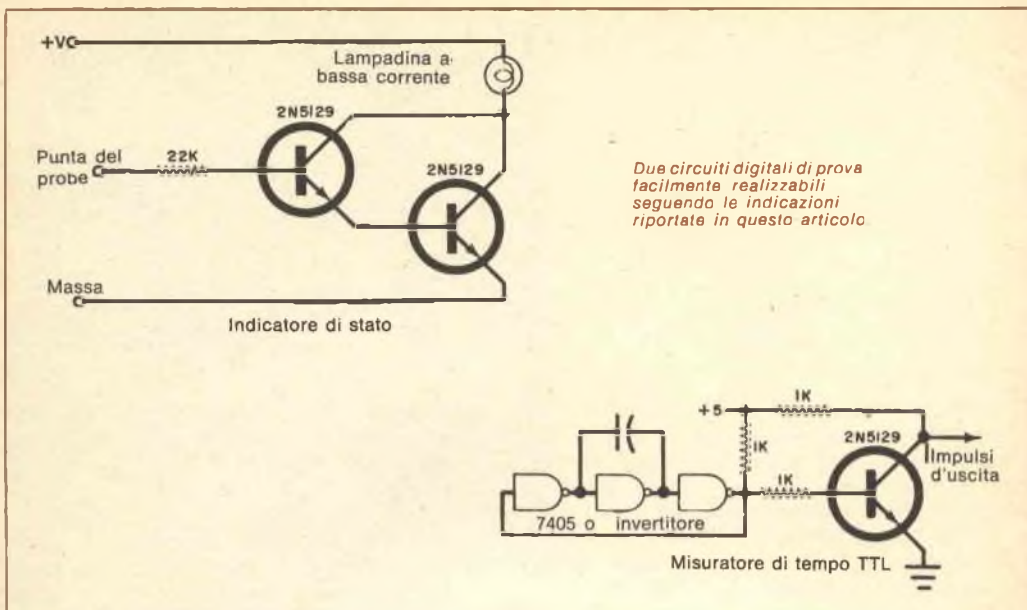 +V
Lampadina a
bassa corrente
2N5129
Punta del
probe
22K
2N5129
Due circuiti digitali di prova
facilmente realizzabili
seguendo le indicazioni
riportate in questo articolo
Massa
Indicatore di stato
+5
1K
1K
2N5129
1K
Impulsi
d'uscita
7405 o invertitore
Misuratore di tempo TTL